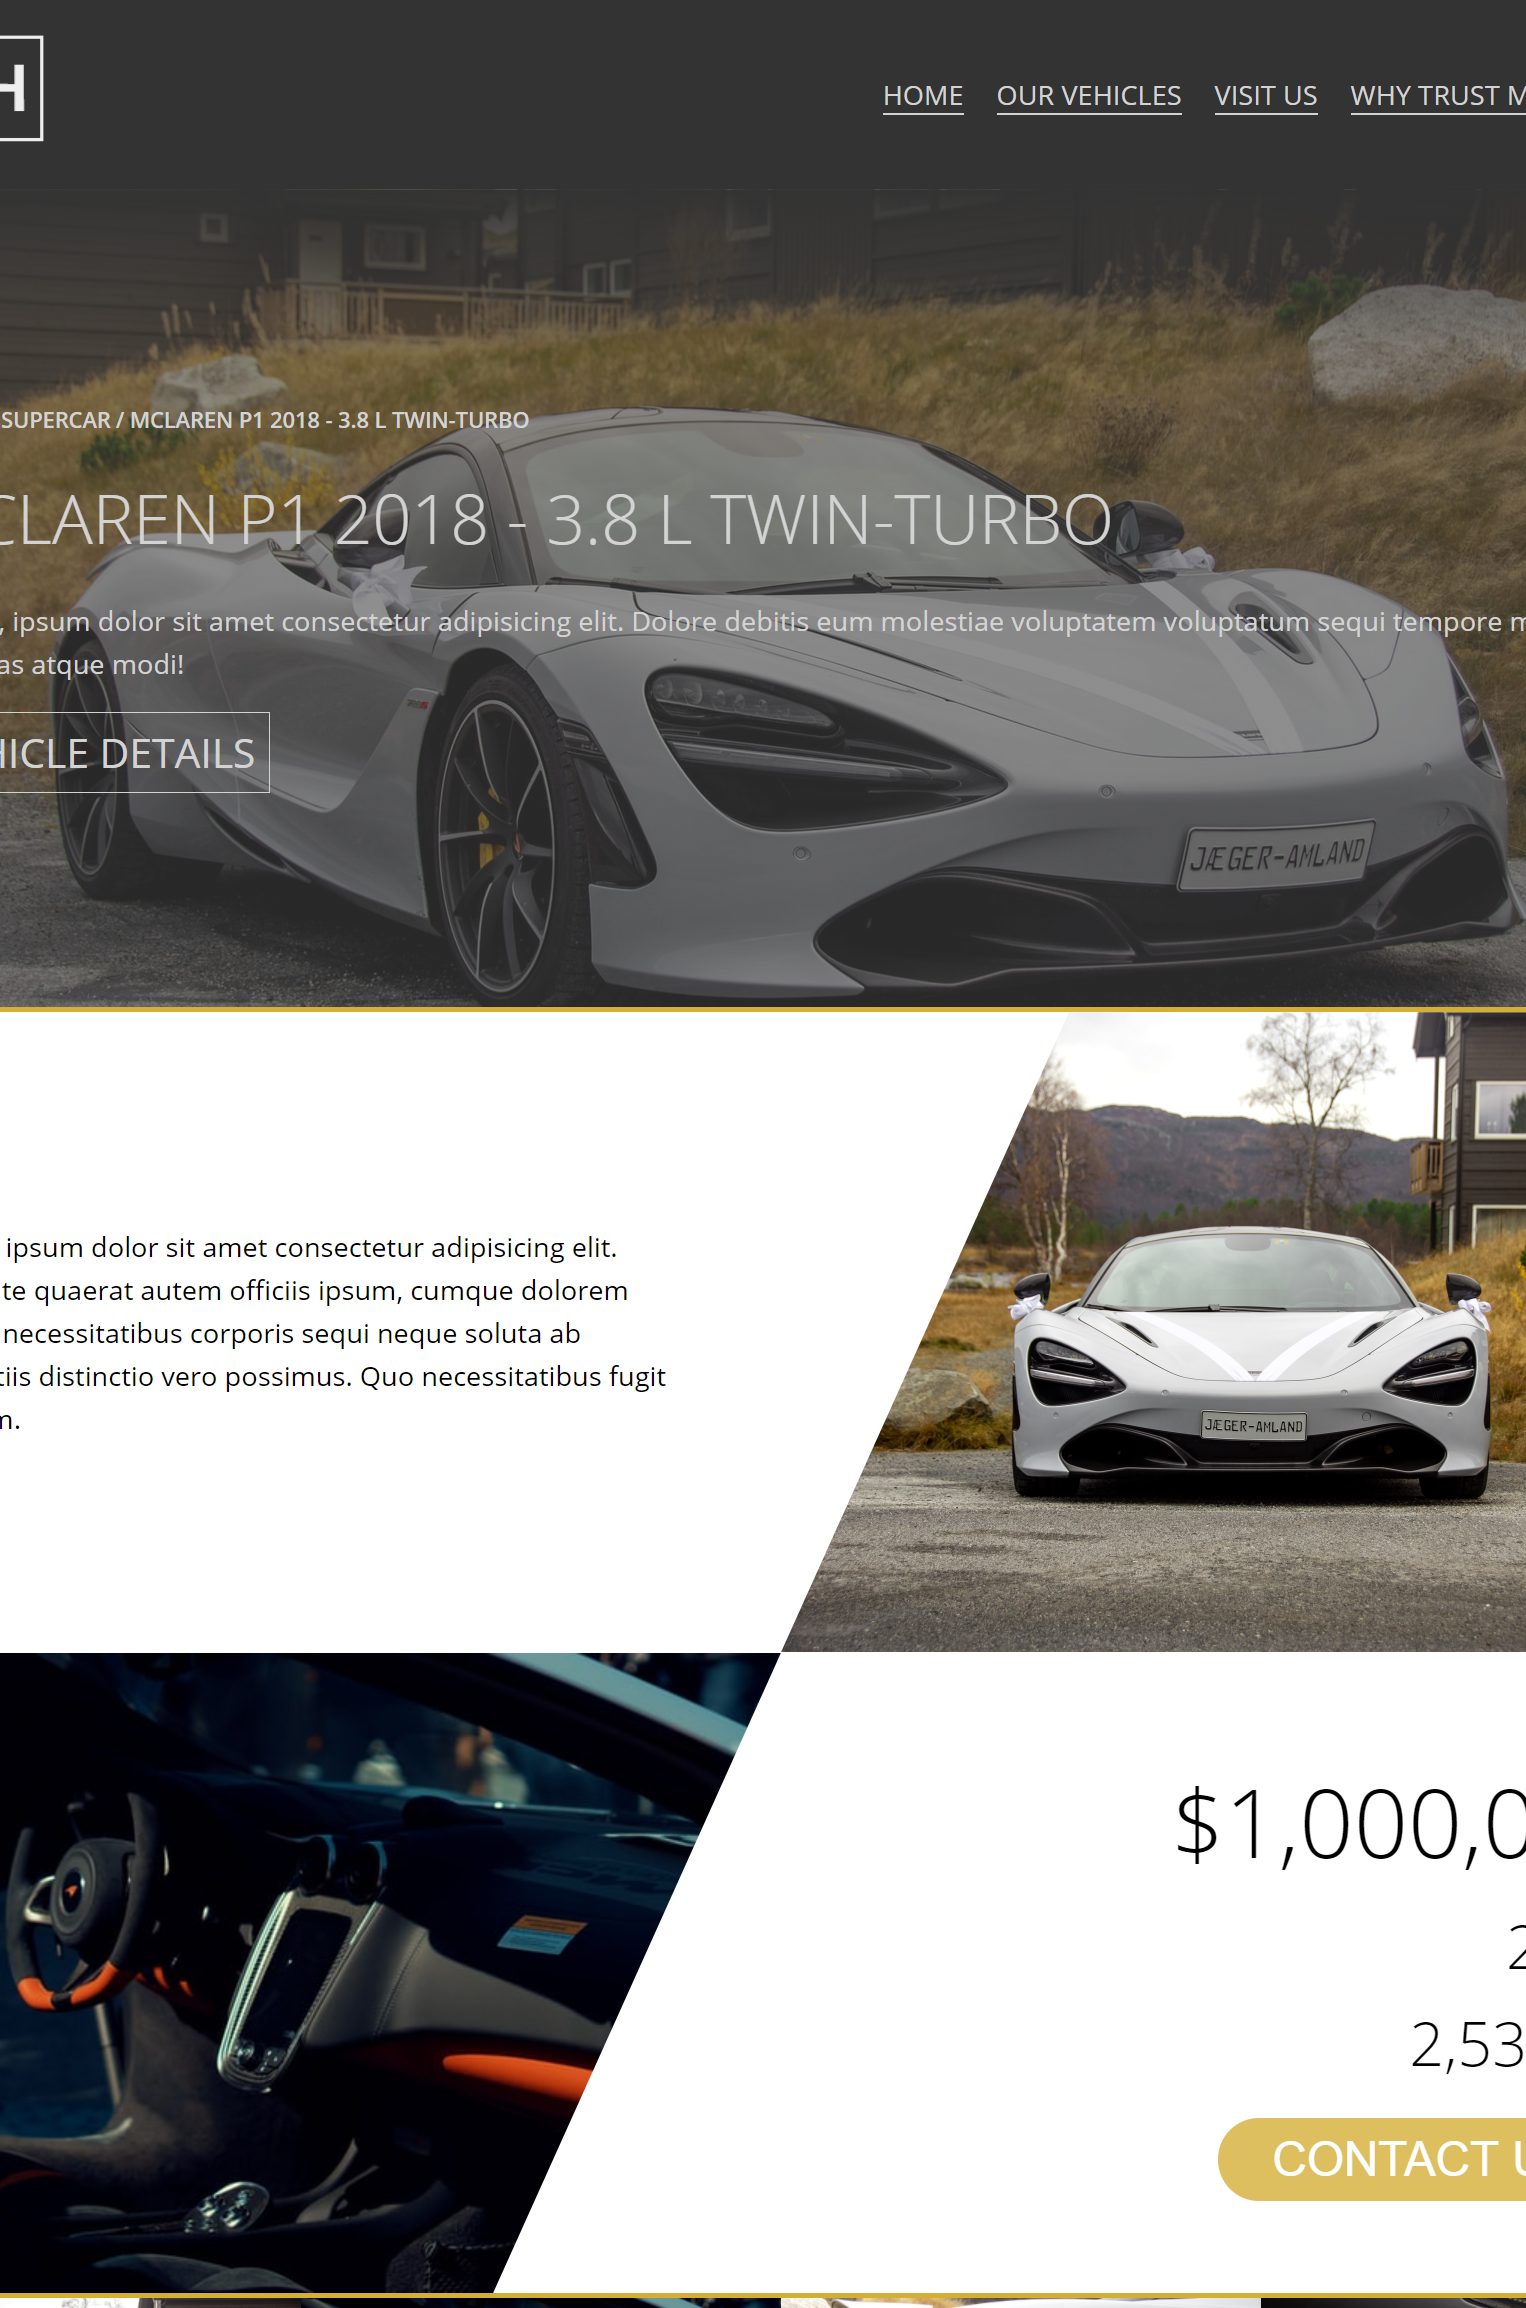 H
HOME OUR VEHICLES VISIT US WHY TRUST
SUPERCAR / MCLAREN P1 2018 - 3.8 L TWIN-TURBO
CLAREN P1 2018 - 3.8 L TWIN-TURBO
, ipsum dolor sit amet consectetur adipisicing elit. Dolore debitis eum molestiae voluptatem voluptatum sequi tempore
as atque modi!
HICLE DETAILS
JÆGER-AMLAND
ipsum dolor sit amet consectetur adipisicing elit.
te quaerat autem officiis ipsum, cumque dolorem
necessitatibus corporis sequi neque soluta ab
tiis distinctio vero possimus. Quo necessitatibus fugit
m.
JÆGER-AMLAND
$1,000,0
2
2,53
CONTACT U